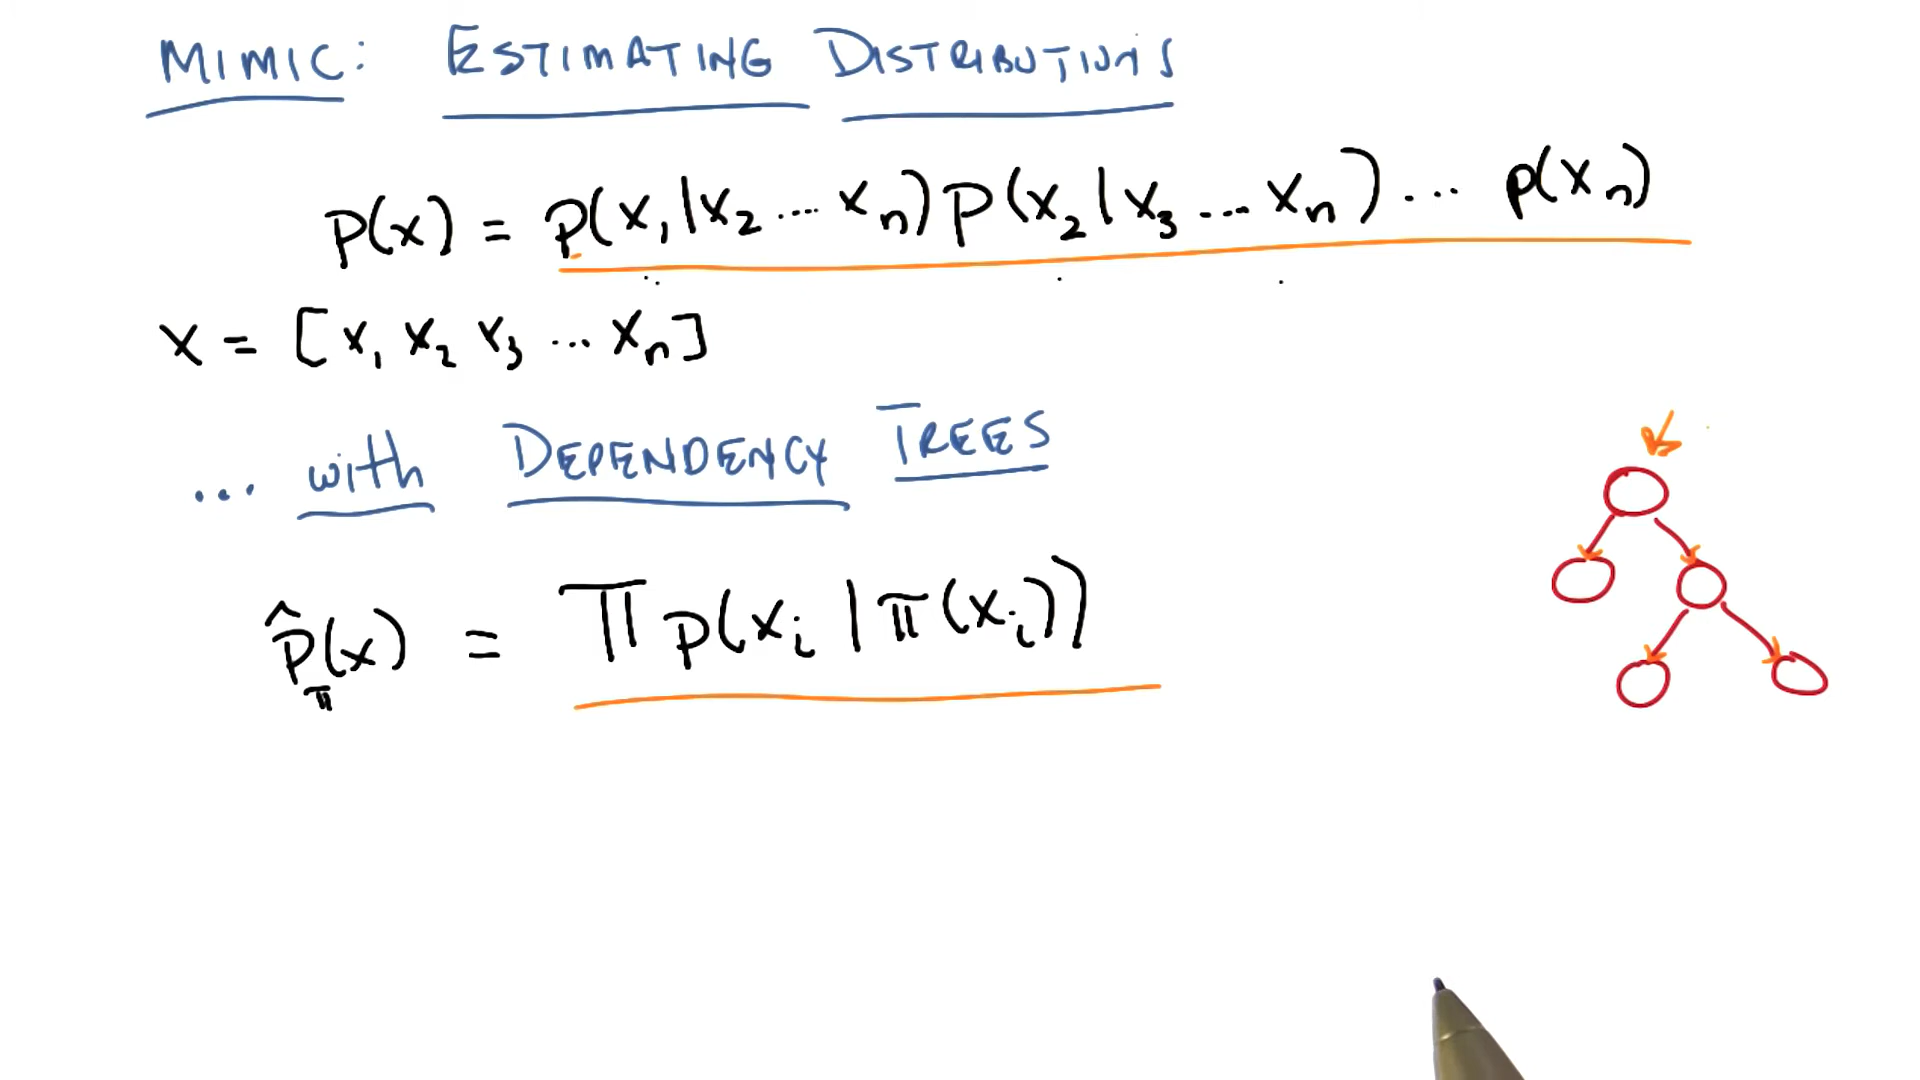 MIMIC: ESTIMATING DISTRIBUTIONS
P(x) = p(x₁|x₂....xₙ)p(x₂|x₃....xₙ)... p(xₙ)
x = [x₁ x₂ x₃ ... xₙ]
... with DEPENDENCY TREES
p̂_π(x) = Π p(xᵢ|π(xᵢ))